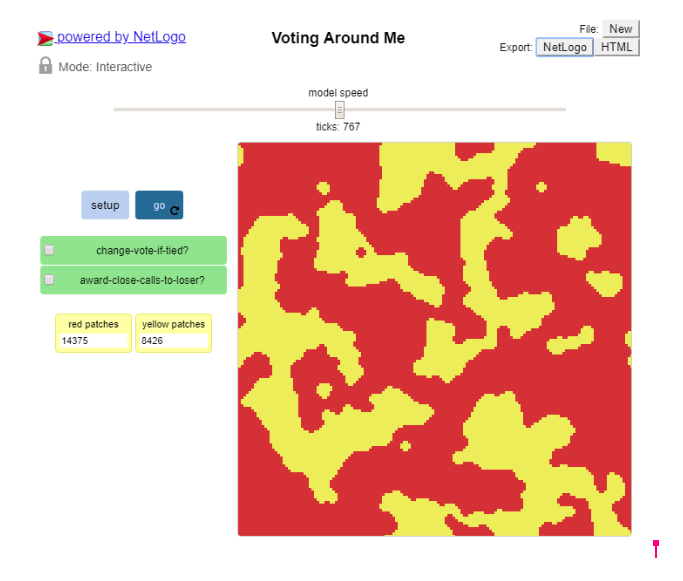 powered by NetLogo
Voting Around Me
File: New
Export: NetLogo HTML
Mode: Interactive
model speed
ticks: 767
setup
go
change-vote-if-tied?
award-close-calls-to-loser?
red patches
14375
yellow patches
8426